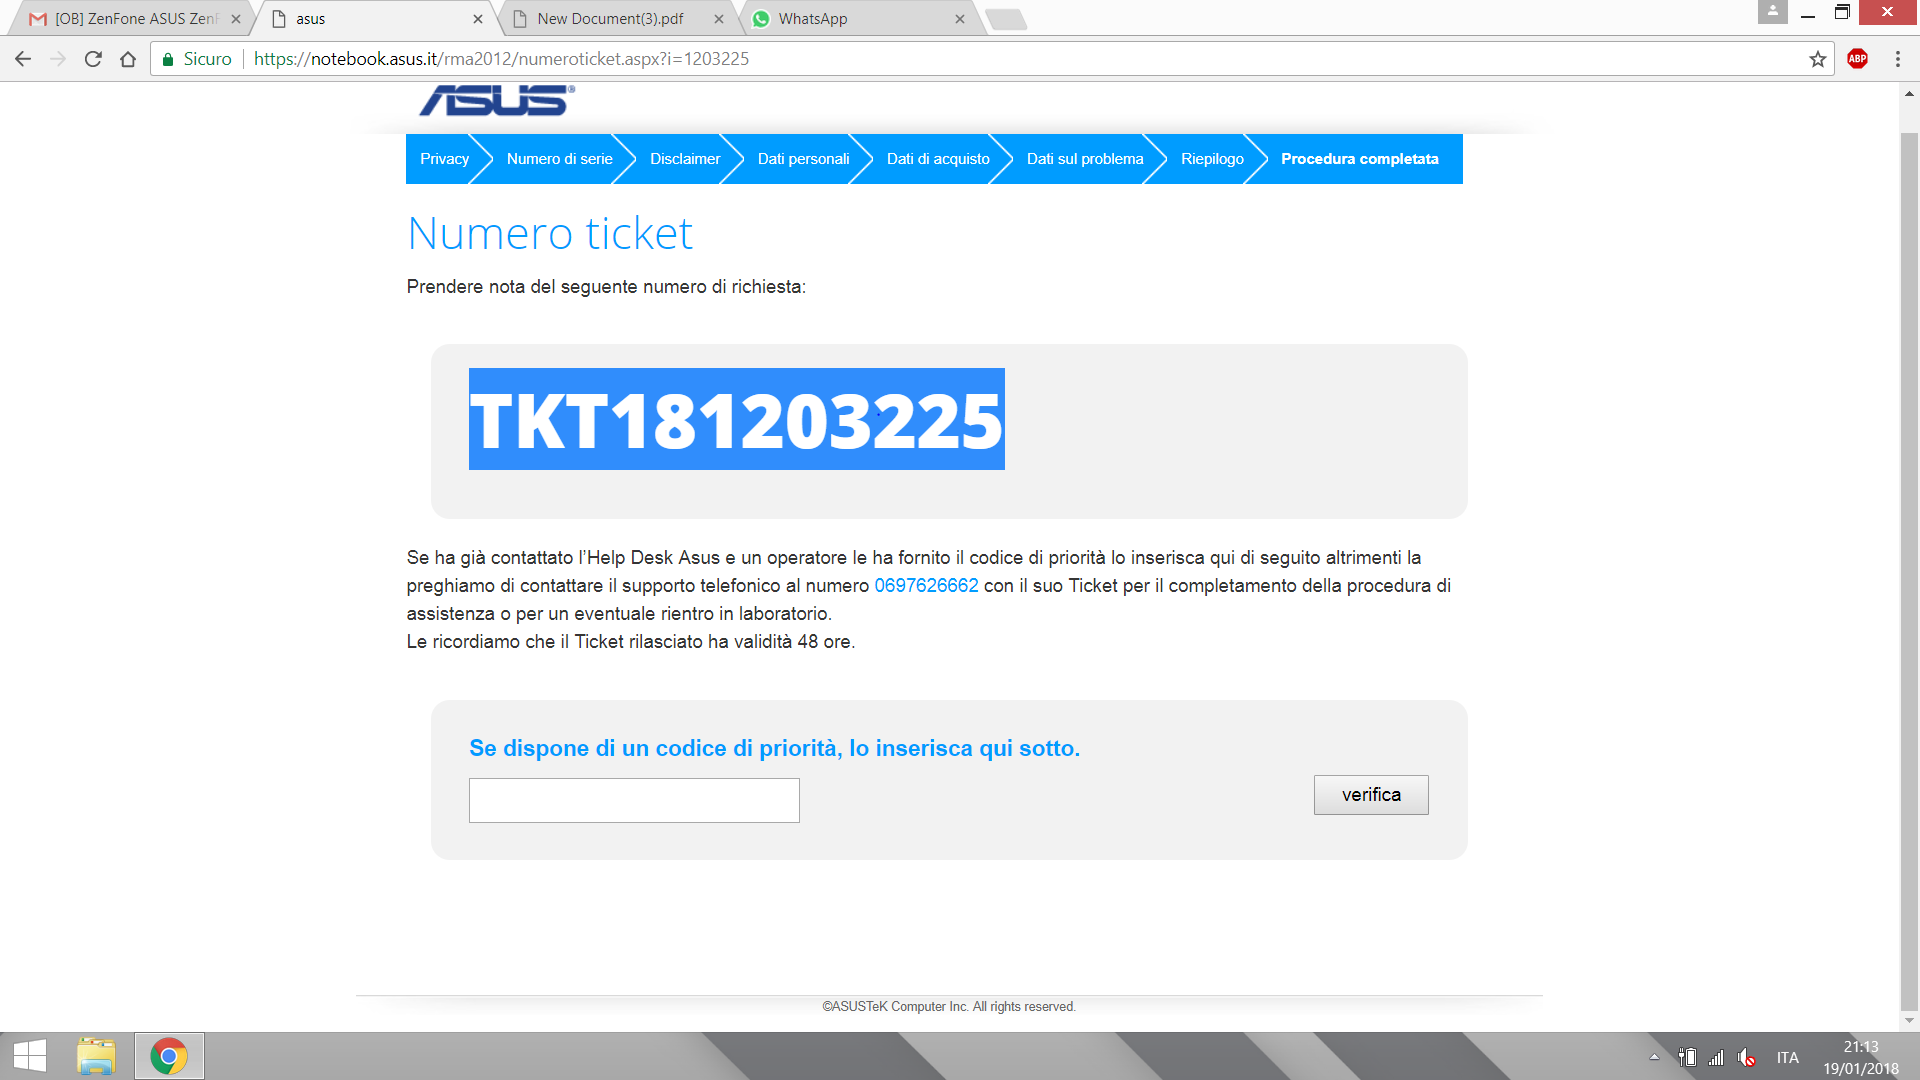 [OB] ZenFone ASUS ZenF
asus
New Document(3).pdf
WhatsApp
Sicuro
https://notebook.asus.it/rma2012/numeroticket.aspx?i=1203225
ABP
ASUS®
Privacy
Numero di serie
Disclaimer
Dati personali
Dati di acquisto
Dati sul problema
Riepilogo
Procedura completata
Numero ticket
Prendere nota del seguente numero di richiesta:
TKT181203225
Se ha già contattato l’Help Desk Asus e un operatore le ha fornito il codice di priorità lo inserisca qui di seguito altrimenti la
preghiamo di contattare il supporto telefonico al numero 0697626662 con il suo Ticket per il completamento della procedura di
assistenza o per un eventuale rientro in laboratorio.
Le ricordiamo che il Ticket rilasciato ha validità 48 ore.
Se dispone di un codice di priorità, lo inserisca qui sotto.
verifica
©ASUSTeK Computer Inc. All rights reserved.
ITA
21:13
19/01/2018